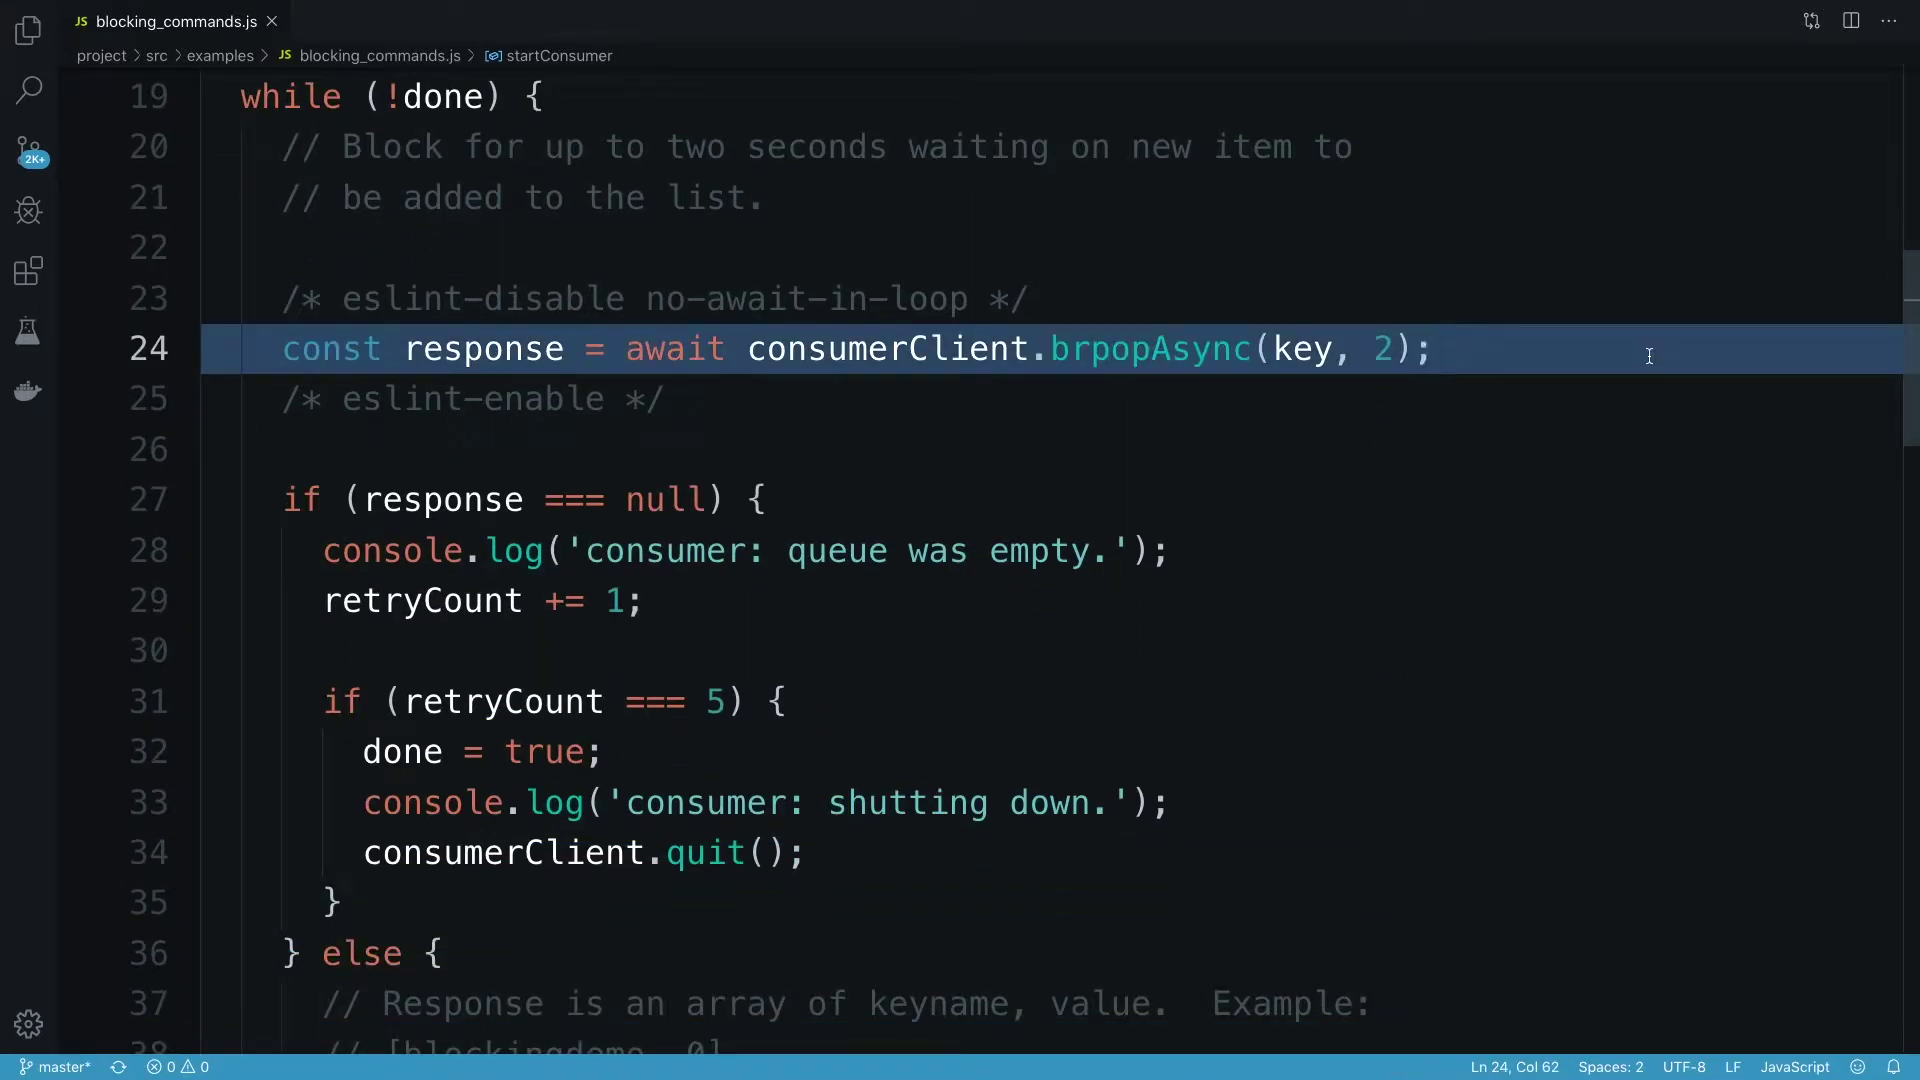 JS blocking_commands.js
project > src > examples > JS blocking_commands.js > startConsumer
19 while (!done) {
20 // Block for up to two seconds waiting on new item to
21 // be added to the list.
22
23 /* eslint-disable no-await-in-loop */
24 const response = await consumerClient.brpopAsync(key, 2);
25 /* eslint-enable */
26
27 if (response === null) {
28 console.log('consumer: queue was empty.');
29 retryCount += 1;
30
31 if (retryCount === 5) {
32 done = true;
33 console.log('consumer: shutting down.');
34 consumerClient.quit();
35 }
36 } else {
37 // Response is an array of keyname, value.  Example:
38 // [blockingdemo, 0]
2K+
master* 0 0 Ln 24, Col 62 Spaces: 2 UTF-8 LF JavaScript